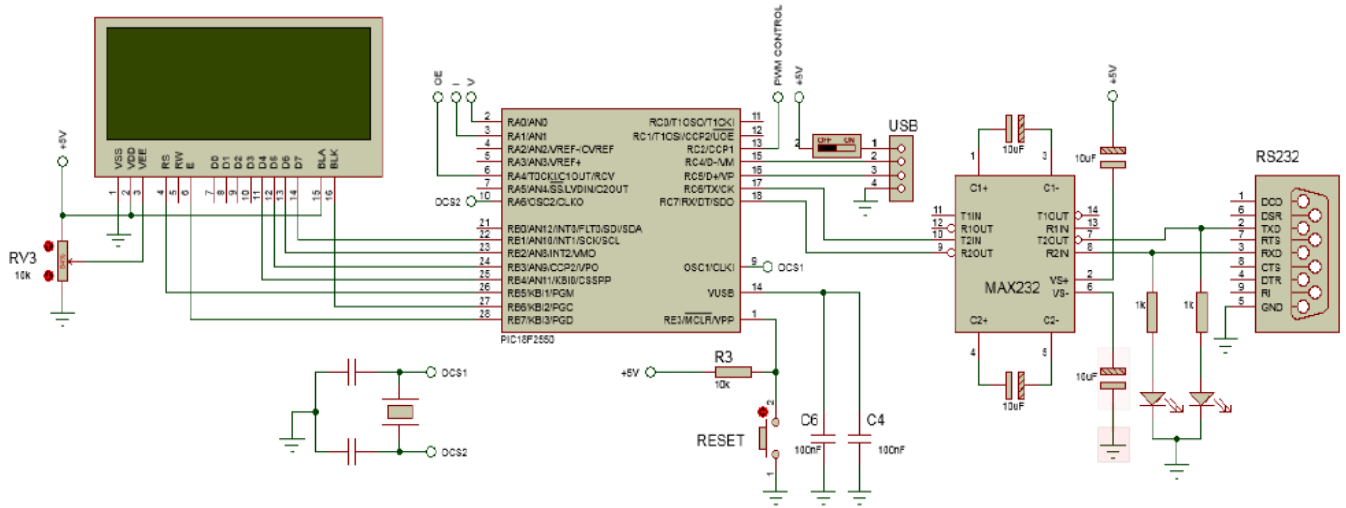 +5V
RV3
10k
54%
VSS
VDD
VEE
RS
RW
E
D0
D1
D2
D3
D4
D5
D6
D7
BLA
BLK
1
2
3
4
5
6
7
8
9
10
11
12
13
14
15
16
OE
I
V
2 RA0/AN0
3 RA1/AN1
4 RA2/AN2/VREF-/CVREF
5 RA3/AN3/VREF+
6 RA4/T0CKI/C1OUT/RCV
7 RA5/AN4/SS/LVDIN/C2OUT
OCS2 10 RA6/OSC2/CLKO
21 RB0/AN12/INT0/FLT0/SDI/SDA
22 RB1/AN10/INT1/SCK/SCL
23 RB2/AN8/INT2/VMO
24 RB3/AN9/CCP2/VPO
25 RB4/AN11/KBI0/CSSPP
26 RB5/KBI1/PGM
27 RB6/KBI2/PGC
28 RB7/KBI3/PGD
RC0/T1OSO/T1CKI 11
RC1/T1OSI/CCP2/UOE 12
RC2/CCP1 13
RC4/D-/VM 15
RC5/D+/VP 16
RC6/TX/CK 17
RC7/RX/DT/SDO 18
OSC1/CLKI 9 OCS1
VUSB 14
RE3/MCLR/VPP 1
PIC18F2550
PWM CONTROL
+5V
2
OFF ON
USB
1
2
3
4
OCS1
OCS2
+5V
R3
10k
2
RESET
1
C6
100nF
C4
100nF
10uF
1
3
C1+
C1-
11 T1IN
12 R1OUT
10 T2IN
9 R2OUT
T1OUT 14
R1IN 13
T2OUT 7
R2IN 8
VS+ 2
VS- 6
MAX232
C2+
C2-
4
5
10uF
+5V
10uF
10uF
1k
1k
RS232
1 DCD
6 DSR
2 TXD
7 RTS
3 RXD
8 CTS
4 DTR
9 RI
5 GND